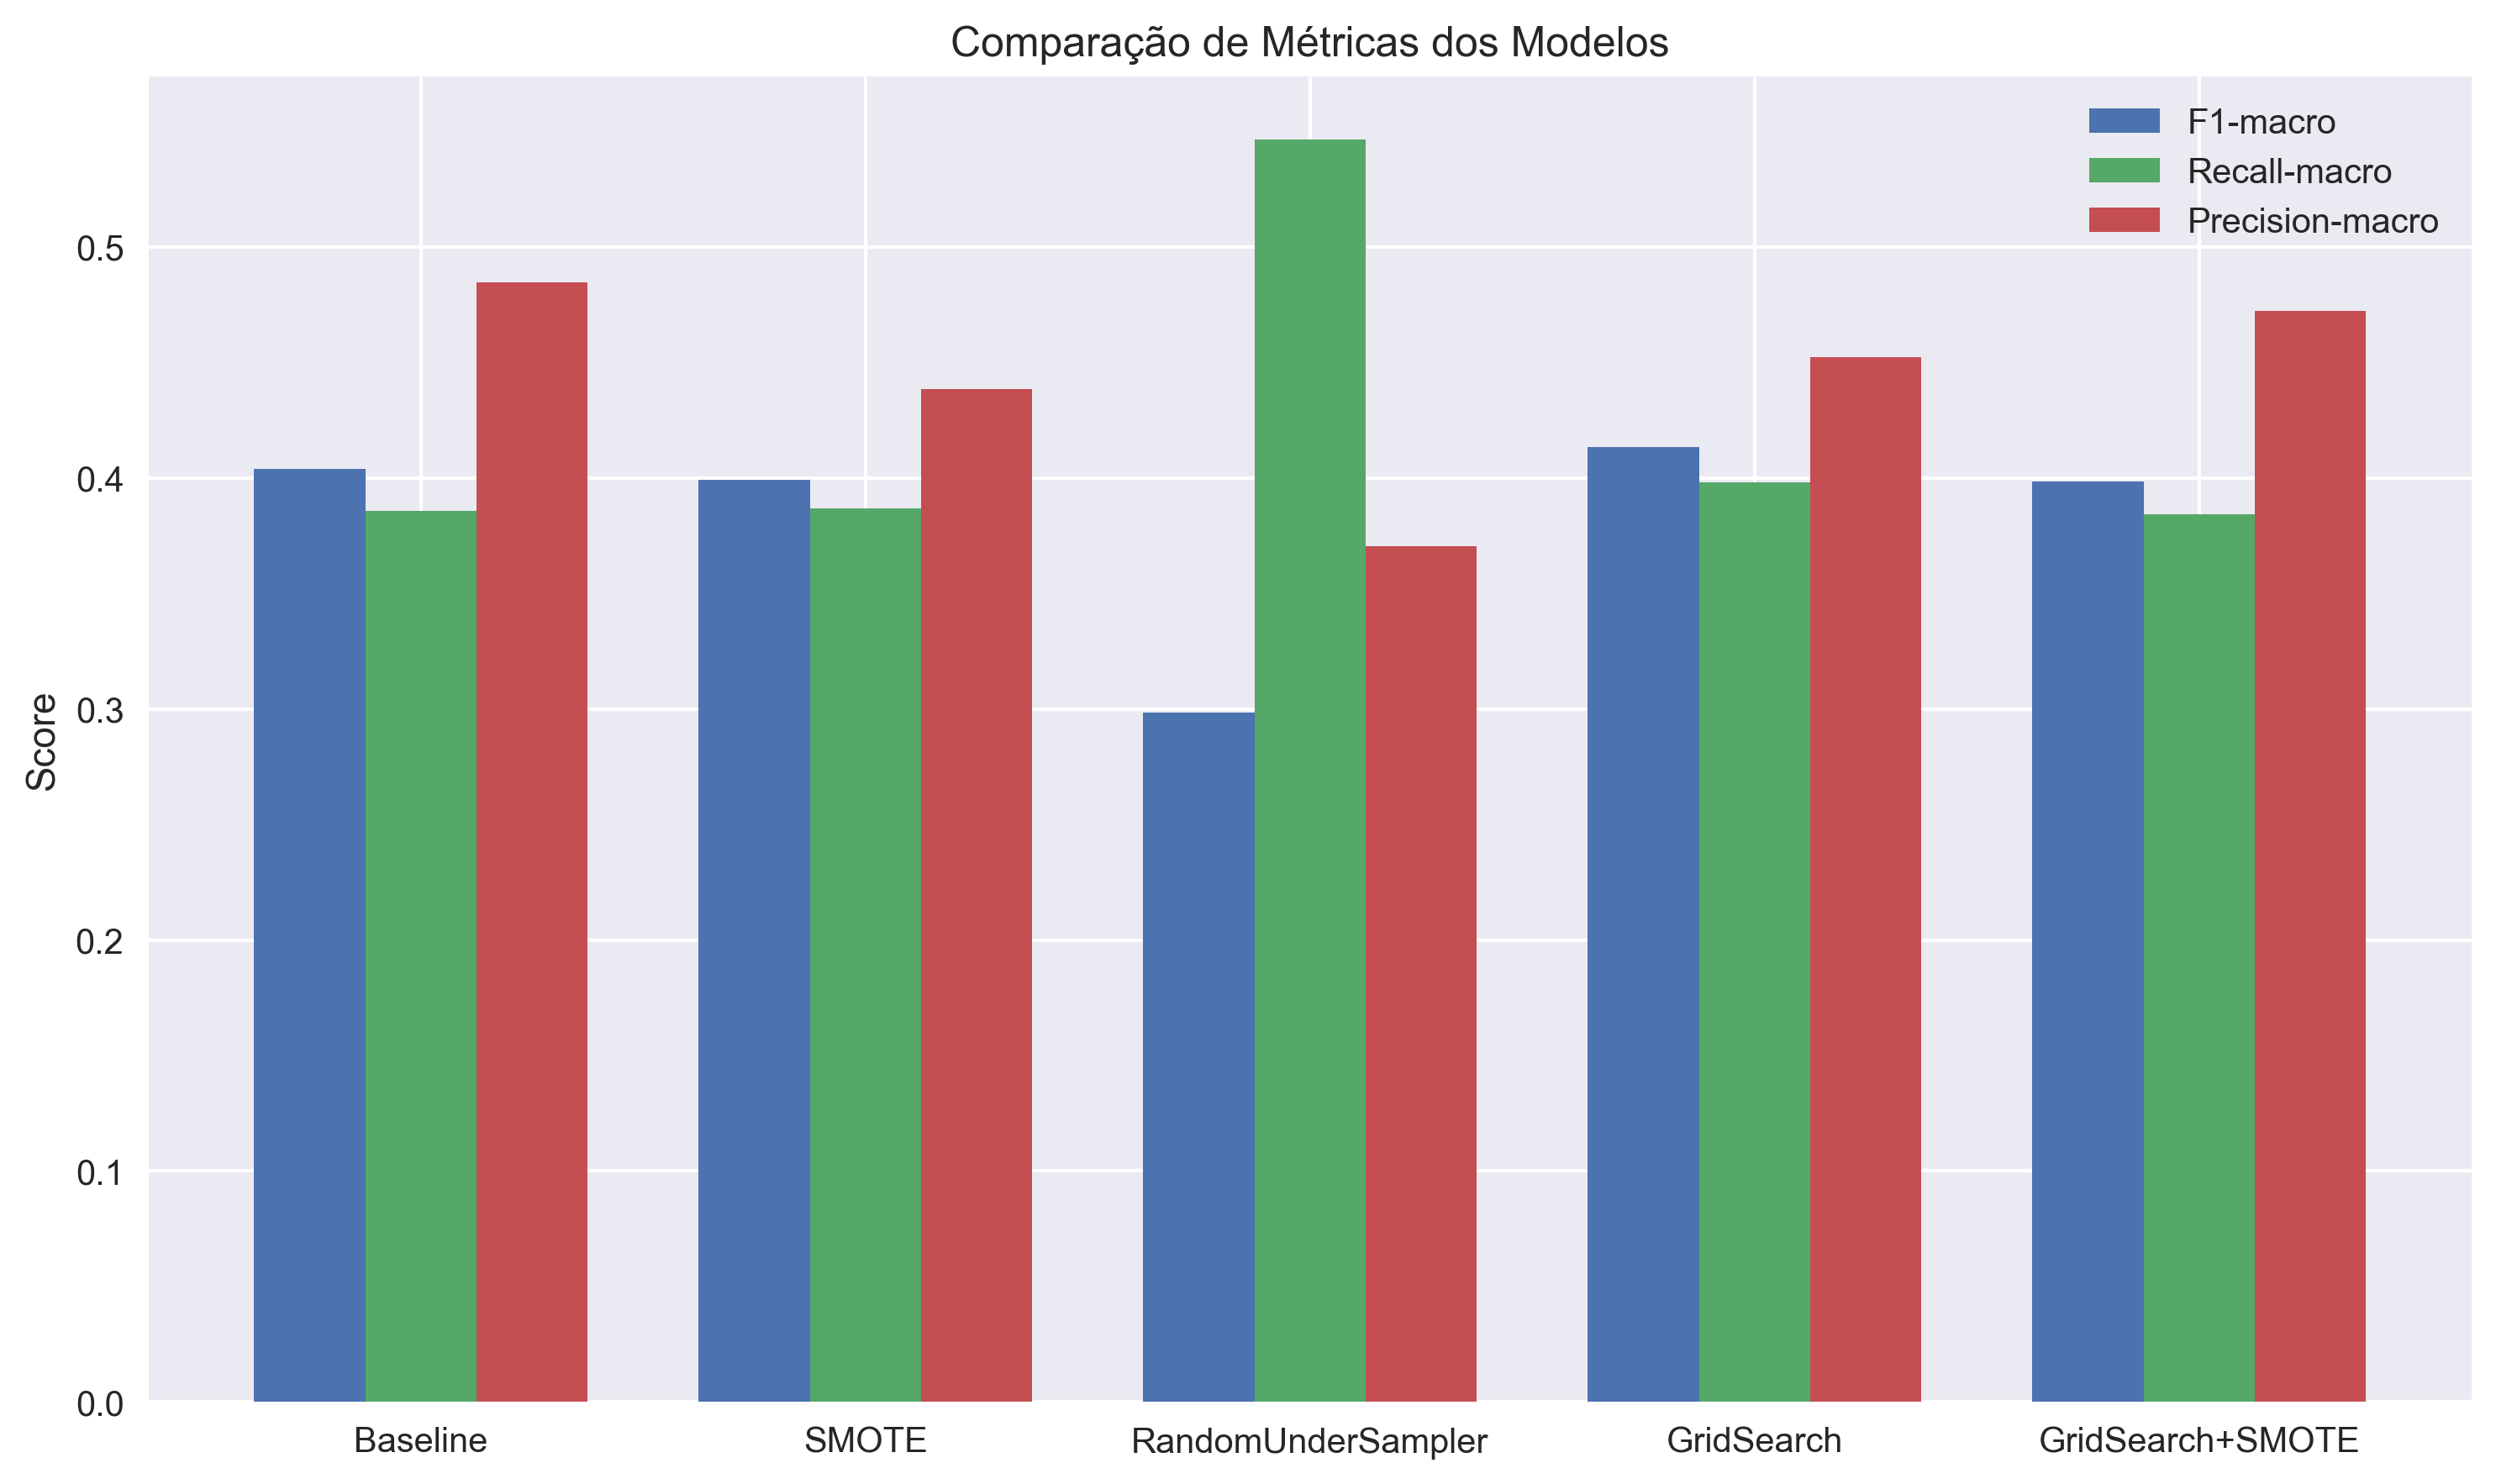 Comparação de Métricas dos Modelos
F1-macro
Recall-macro
Precision-macro
Score
0.5
0.4
0.3
0.2
0.1
0.0
Baseline
SMOTE
RandomUnderSampler
GridSearch
GridSearch+SMOTE